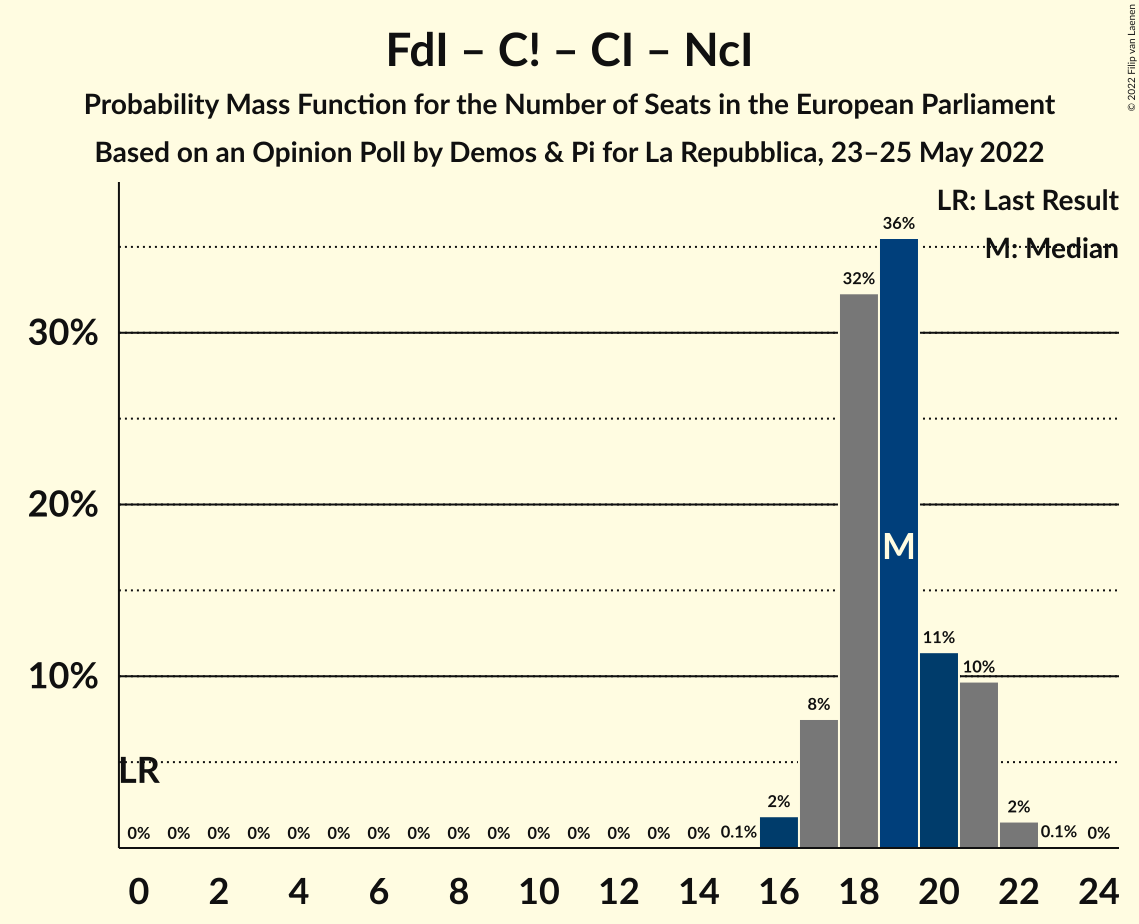 FdI – C! – CI – NcI
Probability Mass Function for the Number of Seats in the European Parliament
Based on an Opinion Poll by Demos & Pi for La Repubblica, 23–25 May 2022
© 2022 Filip van Laenen
LR: Last Result
M: Median
36%
32%
30%
20%
M
11%
10%
10%
8%
LR
2%
2%
0% 0% 0% 0% 0% 0% 0% 0% 0% 0% 0% 0% 0% 0% 0% 0.1% 0.1% 0%
0 2 4 6 8 10 12 14 16 18 20 22 24